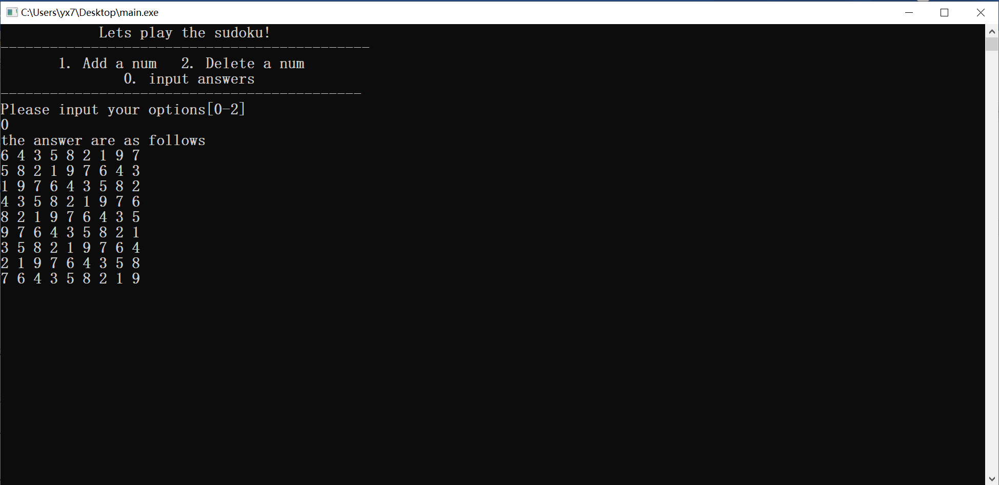 C:\Users\yx7\Desktop\main.exe
Lets play the sudoku!
---------------------------------------------
1. Add a num   2. Delete a num
0. input answers
--------------------------------------------
Please input your options[0-2]
0
the answer are as follows
6 4 3 5 8 2 1 9 7
5 8 2 1 9 7 6 4 3
1 9 7 6 4 3 5 8 2
4 3 5 8 2 1 9 7 6
8 2 1 9 7 6 4 3 5
9 7 6 4 3 5 8 2 1
3 5 8 2 1 9 7 6 4
2 1 9 7 6 4 3 5 8
7 6 4 3 5 8 2 1 9